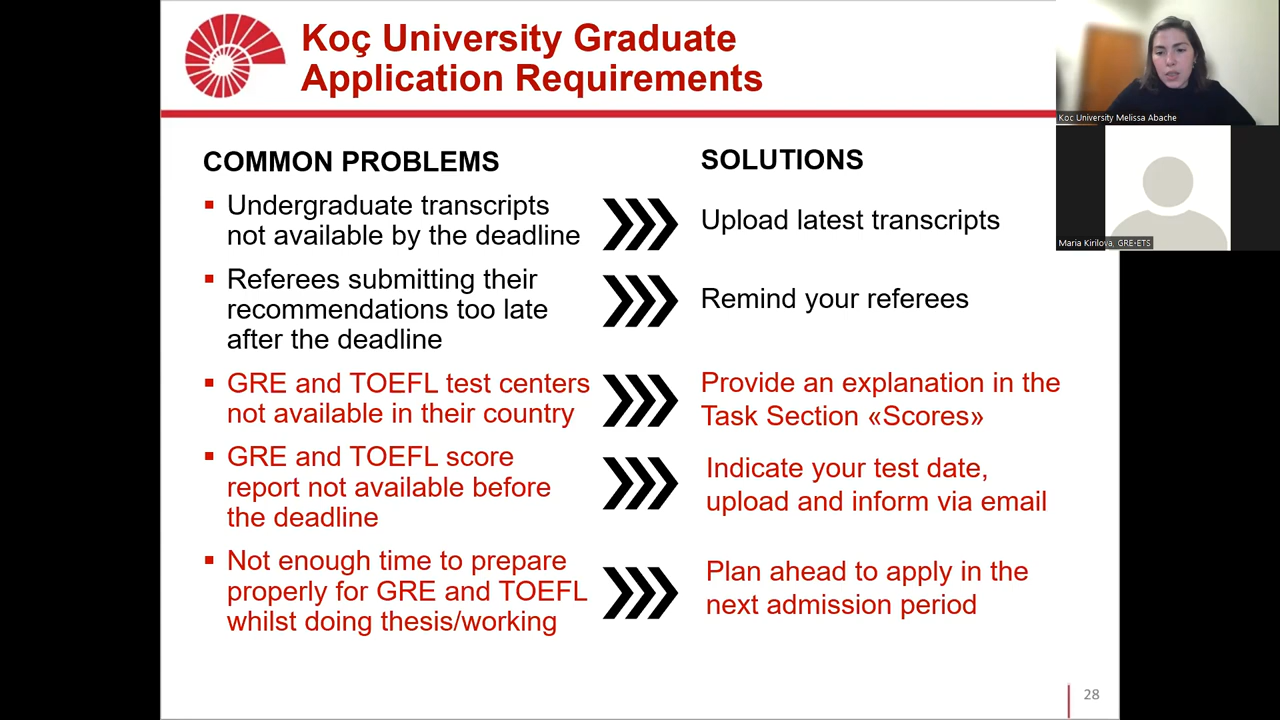 Koç University Graduate
Application Requirements
COMMON PROBLEMS
SOLUTIONS
▪ Undergraduate transcripts
not available by the deadline
Upload latest transcripts
▪ Referees submitting their
recommendations too late
after the deadline
Remind your referees
▪ GRE and TOEFL test centers
not available in their country
Provide an explanation in the
Task Section «Scores»
▪ GRE and TOEFL score
report not available before
the deadline
Indicate your test date,
upload and inform via email
▪ Not enough time to prepare
properly for GRE and TOEFL
whilst doing thesis/working
Plan ahead to apply in the
next admission period
28
Koc University Melissa Abache
Maria Kirilova, GRE-ETS